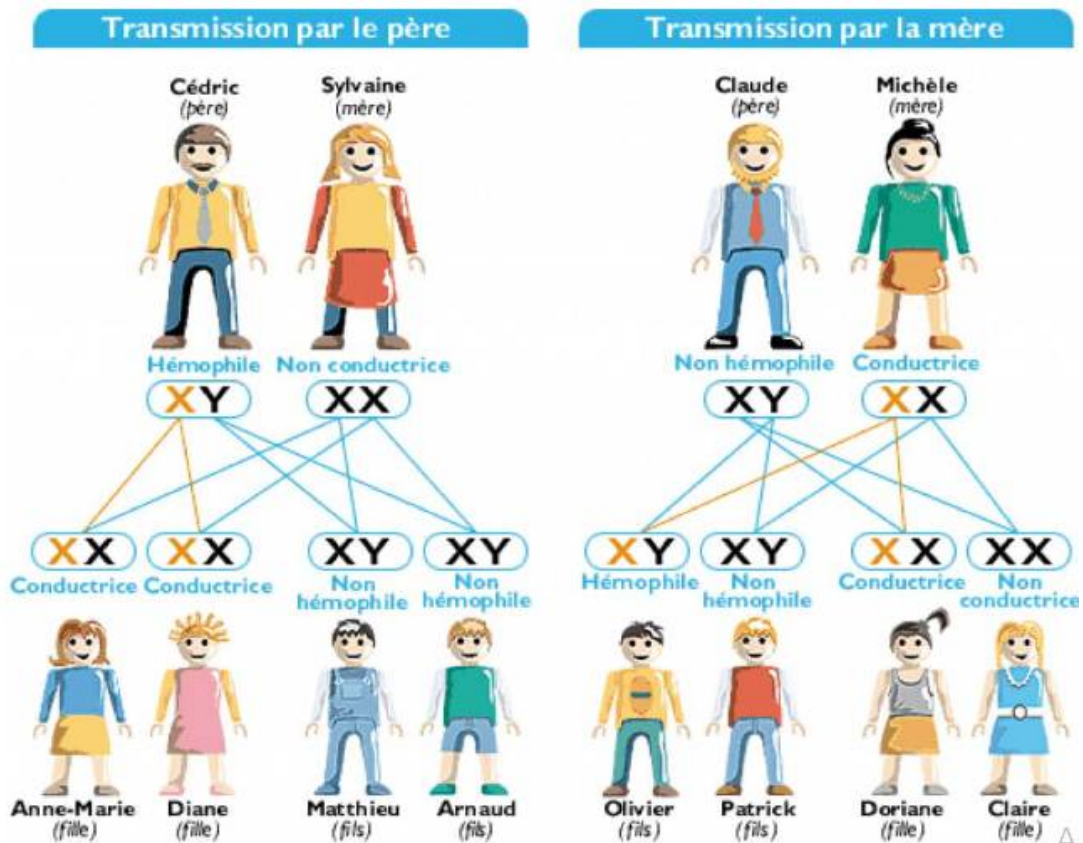 Transmission par le père
Cédric
(père)
Sylvaine
(mère)
Hémophile
Non conductrice
XY
XX
XX
XX
XY
XY
Conductrice
Conductrice
Non
hémophile
Non
hémophile
Anne-Marie
(fille)
Diane
(fille)
Matthieu
(fils)
Arnaud
(fils)
Transmission par la mère
Claude
(père)
Michèle
(mère)
Non hémophile
Conductrice
XY
XX
XY
XY
XX
XX
Hémophile
Non
hémophile
Conductrice
Non
conductrice
Olivier
(fils)
Patrick
(fils)
Doriane
(fille)
Claire
(fille)